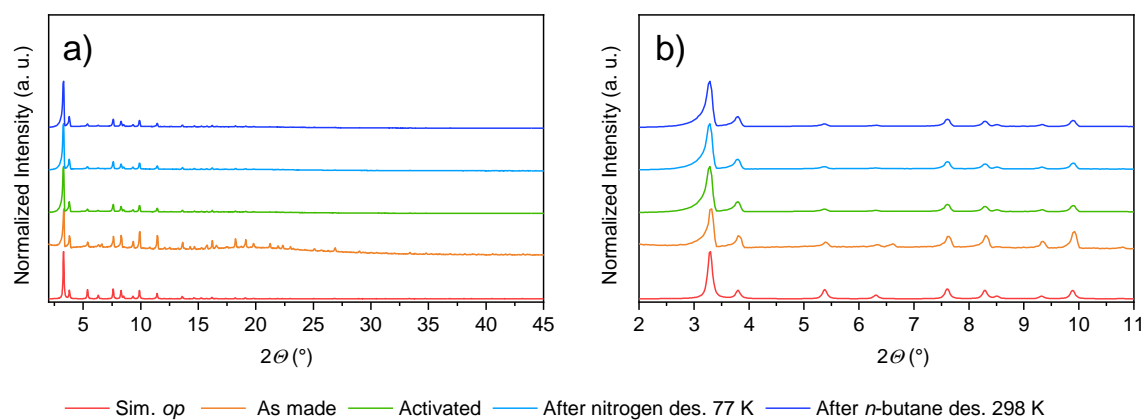 a)
Normalized Intensity (a. u.)
5 10 15 20 25 30 35 40 45
2Θ (°)
b)
Normalized Intensity (a. u.)
2 3 4 5 6 7 8 9 10 11
2Θ (°)
Sim. op As made Activated After nitrogen des. 77 K After n-butane des. 298 K